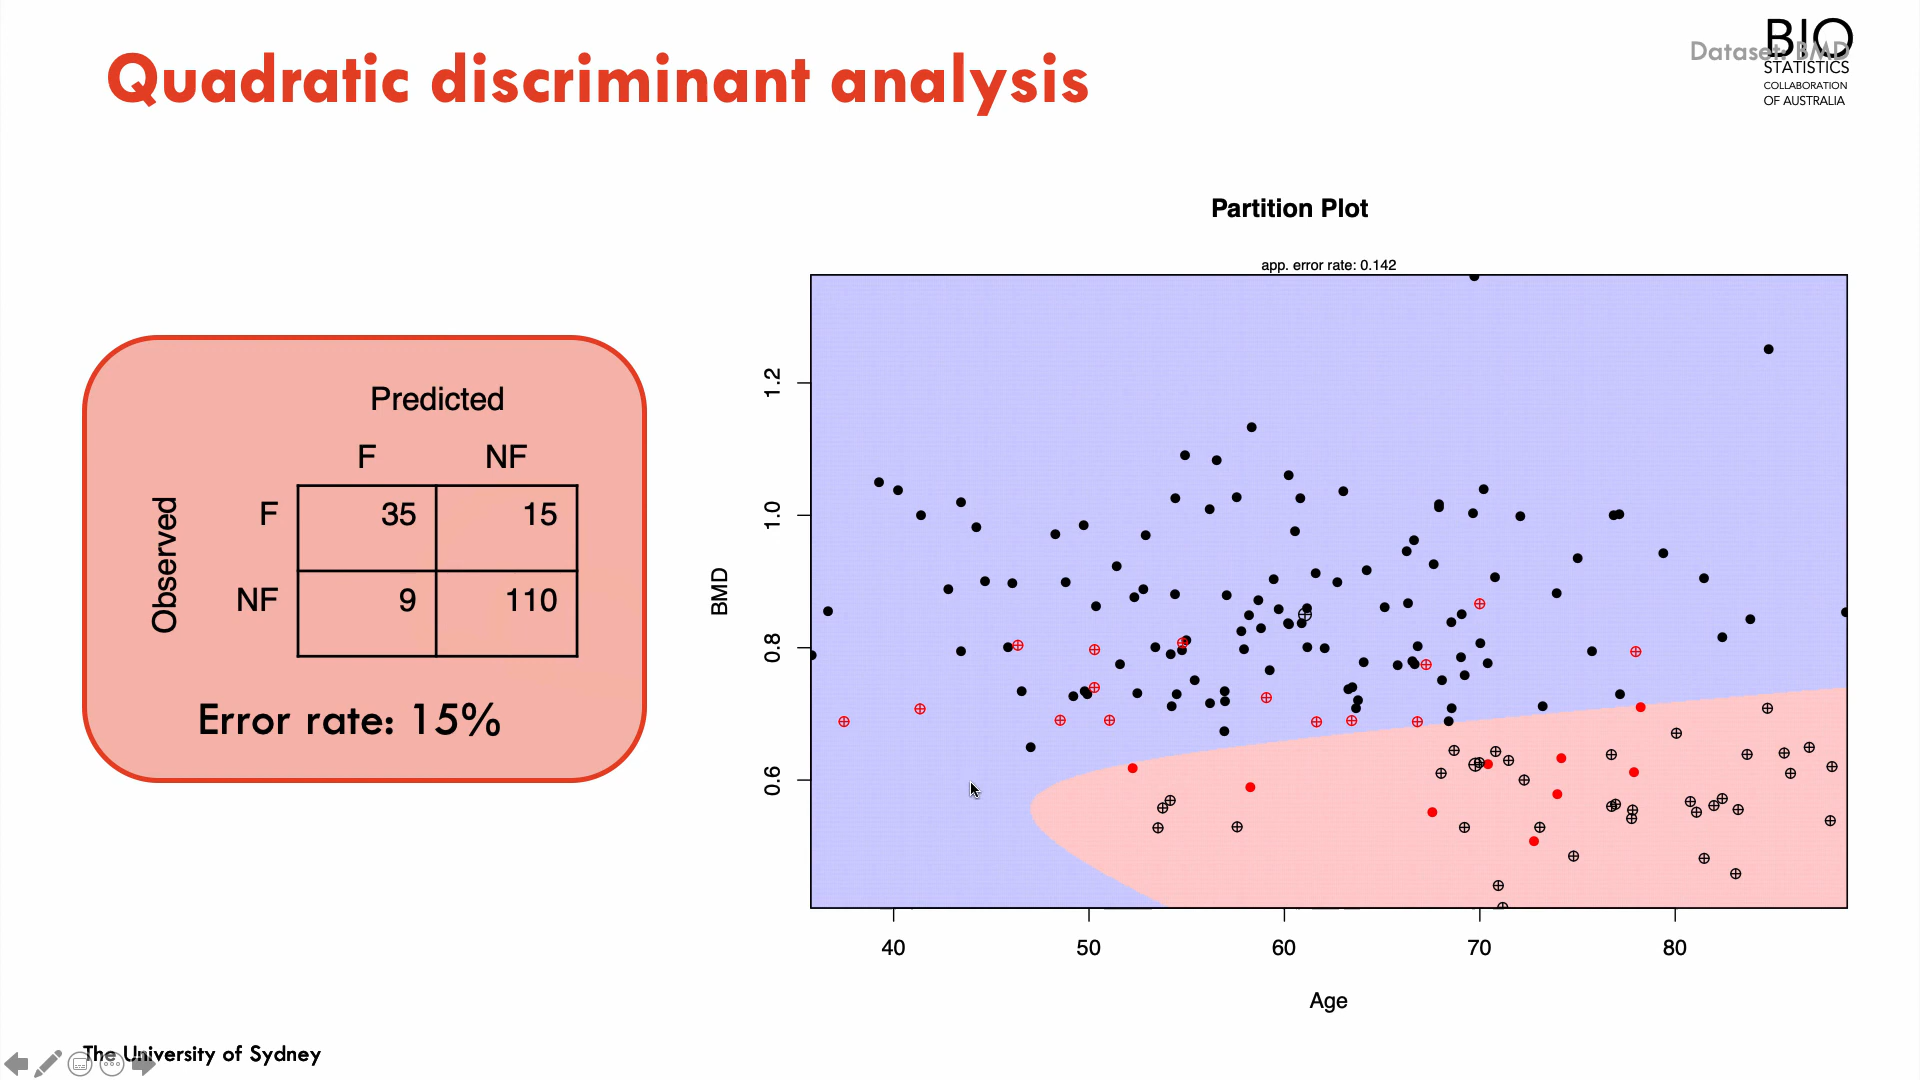 Quadratic discriminant analysis
Dataset: BMD
BIO
STATISTICS
COLLABORATION
OF AUSTRALIA
Partition Plot
app. error rate: 0.142
Predicted
F NF
Observed
F 35 15
NF 9 110
Error rate: 15%
BMD
1.2
1.0
0.8
0.6
40 50 60 70 80
Age
The University of Sydney